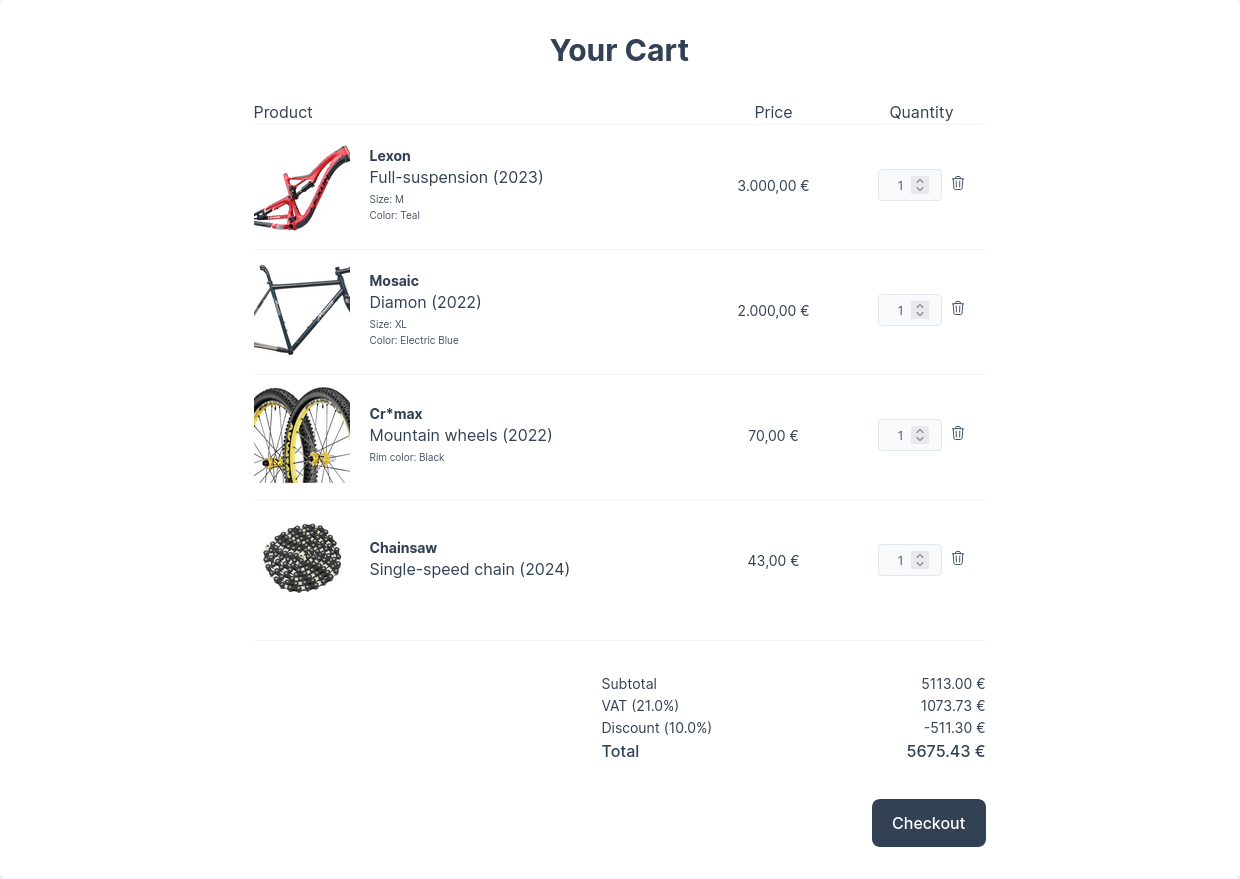 Your Cart
Product Price Quantity
Lexon
Full-suspension (2023)
Size: M
Color: Teal
3.000,00 €
1
Mosaic
Diamon (2022)
Size: XL
Color: Electric Blue
2.000,00 €
1
Cr*max
Mountain wheels (2022)
Rim color: Black
70,00 €
1
Chainsaw
Single-speed chain (2024)
43,00 €
1
Subtotal 5113.00 €
VAT (21.0%) 1073.73 €
Discount (10.0%) -511.30 €
Total 5675.43 €
Checkout